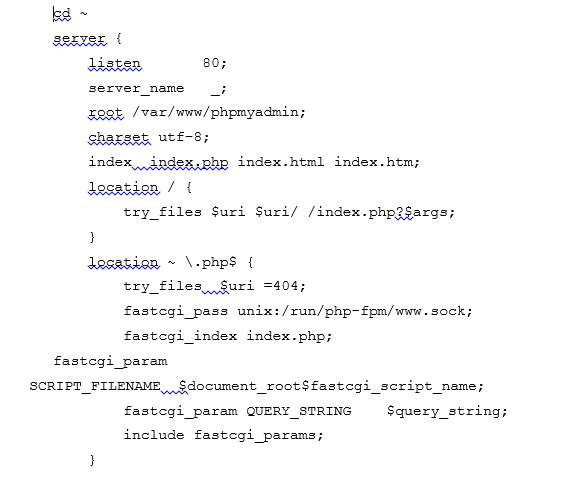 cd ~
server {
    listen       80;
    server_name   _;
    root /var/www/phpmyadmin;
    charset utf-8;
    index  index.php index.html index.htm;
    location / {
        try_files $uri $uri/ /index.php?$args;
    }
    location ~ \.php$ {
        try_files  $uri =404;
        fastcgi_pass unix:/run/php-fpm/www.sock;
        fastcgi_index index.php;
fastcgi_param
SCRIPT_FILENAME  $document_root$fastcgi_script_name;
        fastcgi_param QUERY_STRING    $query_string;
        include fastcgi_params;
    }